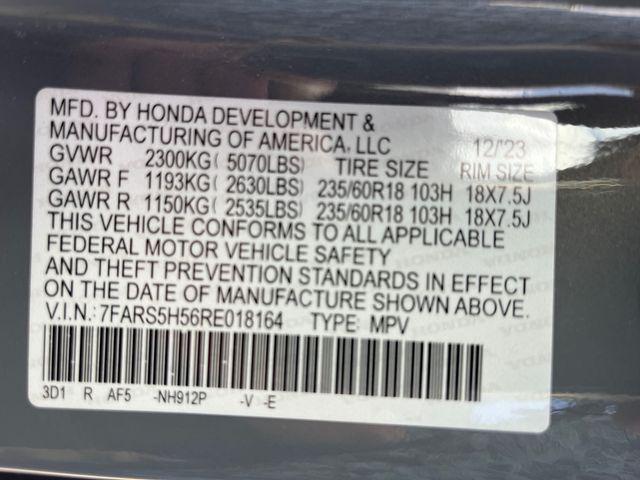 MFD. BY HONDA DEVELOPMENT &
MANUFACTURING OF AMERICA, LLC 12/'23
GVWR 2300KG( 5070LBS) TIRE SIZE RIM SIZE
GAWR F 1193KG( 2630LBS) 235/60R18 103H 18X7.5J
GAWR R 1150KG( 2535LBS) 235/60R18 103H 18X7.5J
THIS VEHICLE CONFORMS TO ALL APPLICABLE
FEDERAL MOTOR VEHICLE SAFETY
AND THEFT PREVENTION STANDARDS IN EFFECT
ON THE DATE OF MANUFACTURE SHOWN ABOVE.
V.I.N.: 7FARS5H56RE018164 TYPE: MPV
3D1 R AF5 -NH912P -V -E